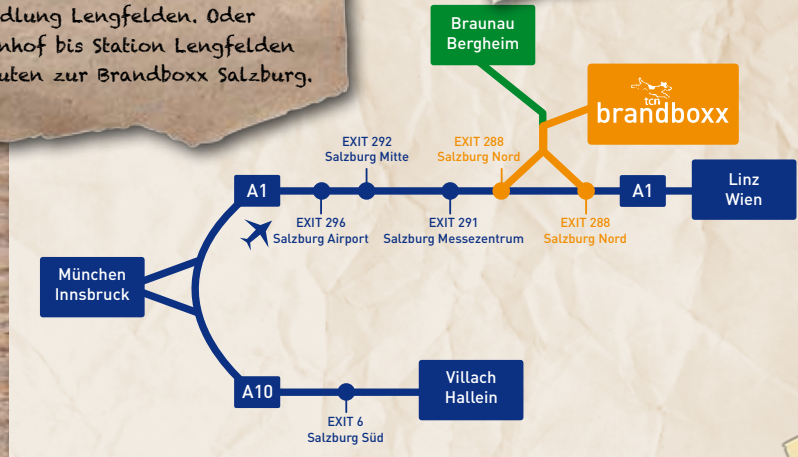 dlung Lengfelden. Oder
nhof bis Station Lengfelden
uten zur Brandboxx Salzburg.
Braunau
Bergheim
tcn
brandboxx
EXIT 292
Salzburg Mitte
EXIT 288
Salzburg Nord
A1
A1
Linz
Wien
EXIT 296
Salzburg Airport
EXIT 291
Salzburg Messezentrum
EXIT 288
Salzburg Nord
München
Innsbruck
A10
Villach
Hallein
EXIT 6
Salzburg Süd